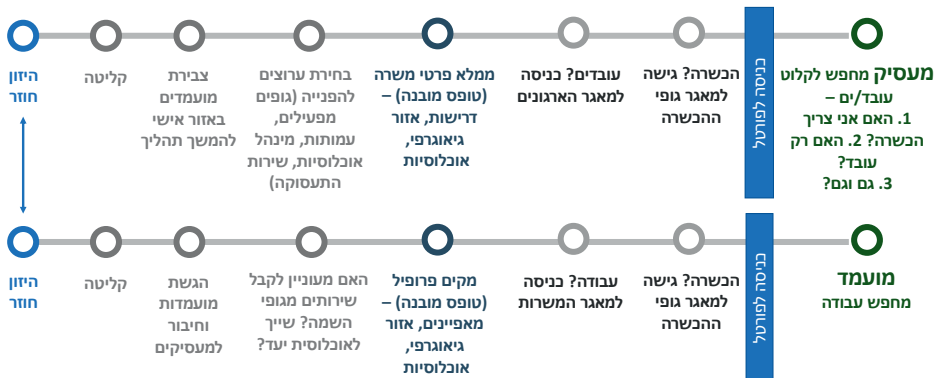 מעסיק מחפש לקלוט
עובד/ים –
1. האם אני צריך
הכשרה? 2. האם רק
עובד?
3. גם וגם?
כניסה לפורטל
הכשרה? גישה
למאגר גופי
ההכשרה
עובדים? כניסה
למאגר הארגונים
ממלא פרטי משרה
(טופס מובנה) –
דרישות, אזור
גיאוגרפי,
אוכלוסיות
בחירת ערוצים
להפנייה (גופים
מפעילים,
עמותות, מינהל
אוכלוסיות, שירות
התעסוקה)
צבירת
מועמדים
באזור אישי
להמשך תהליך
קליטה
היזון
חוזר
מועמד
מחפש עבודה
כניסה לפורטל
הכשרה? גישה
למאגר גופי
ההכשרה
עבודה? כניסה
למאגר המשרות
מקים פרופיל
(טופס מובנה) –
מאפיינים, אזור
גיאוגרפי,
אוכלוסיות
האם מעוניין לקבל
שירותים מגופי
השמה? שייך
לאוכלוסית יעד?
הגשת
מועמדות
וחיבור
למעסיקים
קליטה
היזון
חוזר